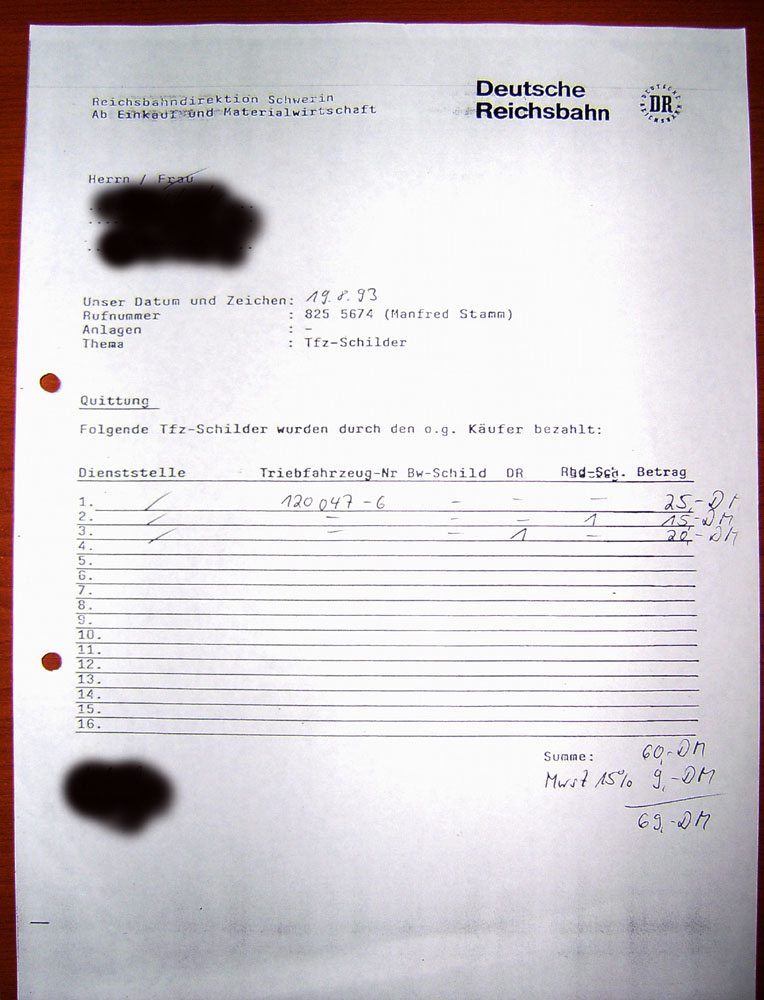 Reichsbahndirektion Schwerin
Ab Einkauf und Materialwirtschaft
Deutsche
Reichsbahn
DEUTSCHE
DR
REICHSBAHN
Herrn / Frau
Unser Datum und Zeichen: 19.8.93
Rufnummer : 825 5674 (Manfred Stamm)
Anlagen : –
Thema : Tfz-Schilder
Quittung
Folgende Tfz-Schilder wurden durch den o.g. Käufer bezahlt:
Dienststelle Triebfahrzeug-Nr Bw-Schild DR Rbd-Sch. Betrag
1. / 120 047-6 – – – 25,-DM
2. / – – – 1 15,-DM
3. / – – 1 – 20,-DM
4.
5.
6.
7.
8.
9.
10.
11.
12.
13.
14.
15.
16.
Summe: 60,-DM
Mwst 15% 9,-DM
69,-DM